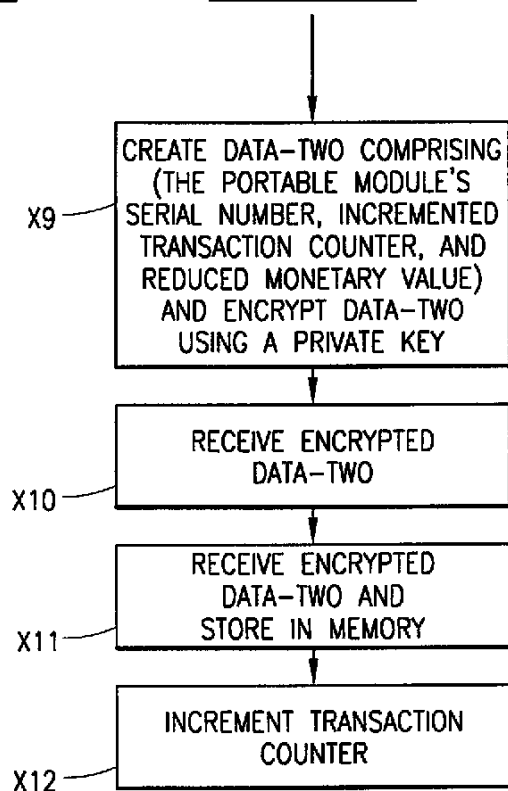 CREATE DATA-TWO COMPRISING
(THE PORTABLE MODULE'S
SERIAL NUMBER, INCREMENTED
TRANSACTION COUNTER, AND
REDUCED MONETARY VALUE)
AND ENCRYPT DATA-TWO
USING A PRIVATE KEY
X9
RECEIVE ENCRYPTED
DATA-TWO
X10
RECEIVE ENCRYPTED
DATA-TWO AND
STORE IN MEMORY
X11
INCREMENT TRANSACTION
COUNTER
X12